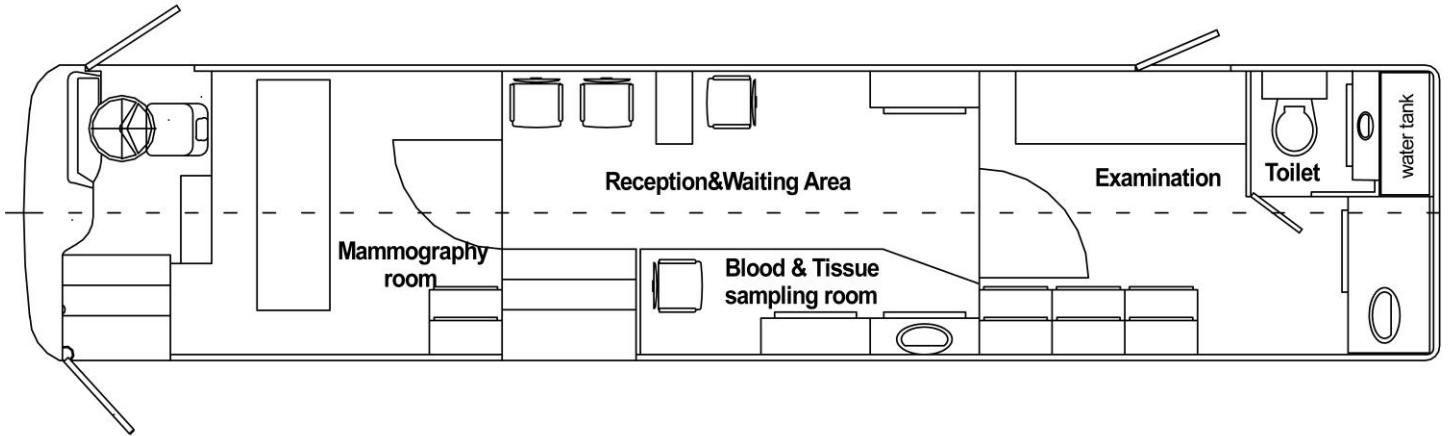 Mammography
room
Reception&Waiting Area
Blood & Tissue
sampling room
Examination
Toilet
water tank